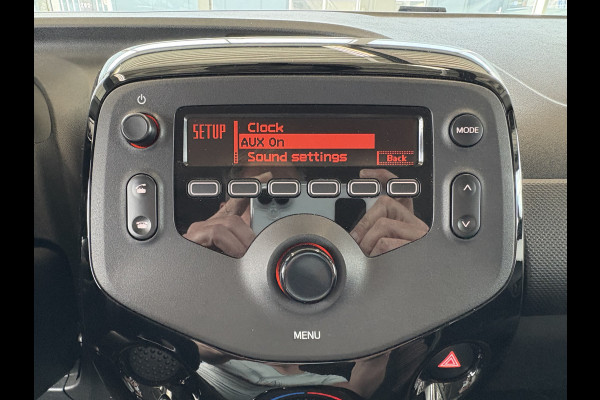 SETUP
Clock
AUX On
Sound settings
Back
MODE
MENU